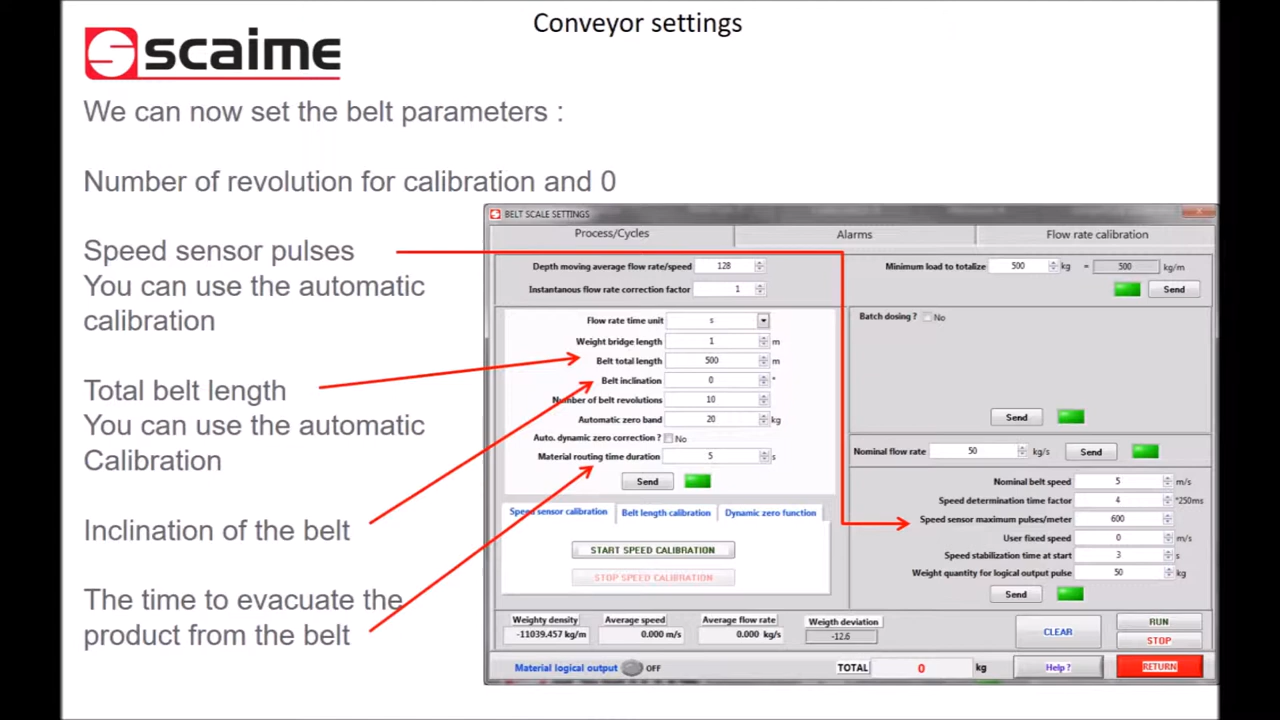 Conveyor settings
scaime
We can now set the belt parameters :
Number of revolution for calibration and 0
Speed sensor pulses
You can use the automatic
calibration
Total belt length
You can use the automatic
Calibration
Inclination of the belt
The time to evacuate the
product from the belt
BELT SCALE SETTINGS
Process/Cycles
Alarms
Flow rate calibration
Depth moving average flow rate/speed 128
Instantaneous flow rate correction factor 1
Flow rate time unit s
Weight bridge length 1 m
Belt total length 500 m
Belt inclination 0 °
Number of belt revolutions 10
Automatic zero band 20 kg
Auto. dynamic zero correction ? No
Material routing time duration 5 s
Send
Speed sensor calibration
Belt length calibration
Dynamic zero function
START SPEED CALIBRATION
STOP SPEED CALIBRATION
Minimum load to totalize 500 kg = 500 kg/m
Send
Batch dosing ? No
Send
Nominal flow rate 50 kg/s Send
Nominal belt speed 5 m/s
Speed determination time factor 4 *250ms
Speed sensor maximum pulses/meter 600
User fixed speed 0 m/s
Speed stabilization time at start 3 s
Weight quantity for logical output pulse 50 kg
Send
Weighty density
-11039.457 kg/m
Average speed
0.000 m/s
Average flow rate
0.000 kg/s
Weigth deviation
-12.6
CLEAR
RUN
STOP
Material logical output OFF
TOTAL 0 kg
Help ?
RETURN